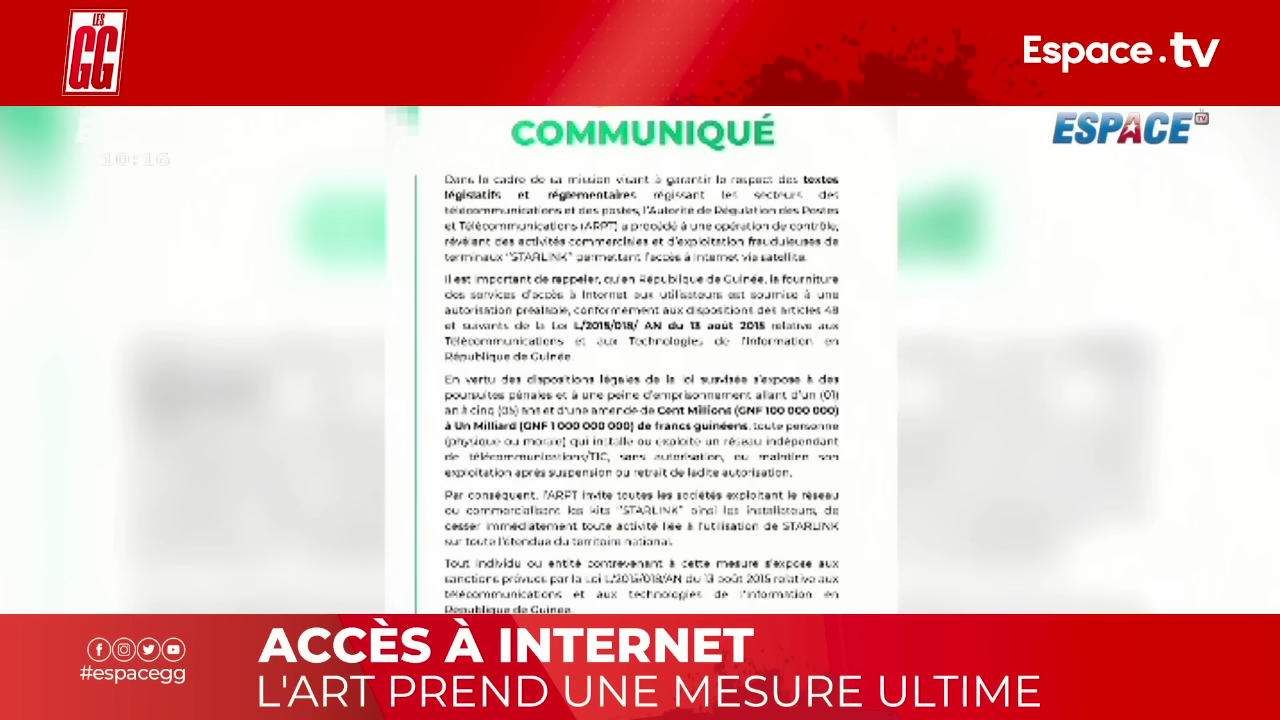 LES
GG
Espace.tv
ESPACE TV
10:16
COMMUNIQUÉ
Dans le cadre de sa mission visant à garantir le respect des textes
législatifs et réglementaires régissant les secteurs des
télécommunications et des postes, l'Autorité de Régulation des Postes
et Télécommunications (ARPT) a procédé à une opération de contrôle,
révélant des activités commerciales et d'exploitation frauduleuses de
terminaux "STARLINK" permettant l'accès à Internet via satellite.
Il est important de rappeler, qu'en République de Guinée, la fourniture
des services d'accès à Internet aux utilisateurs est soumise à une
autorisation préalable, conformément aux dispositions des articles 48
et suivants de la Loi L/2015/018/ AN du 13 août 2015 relative aux
Télécommunications et aux Technologies de l'Information en
République de Guinée.
En vertu des dispositions légales de la loi susvisée s'expose à des
poursuites pénales et à une peine d'emprisonnement allant d'un (01)
an à cinq (05) ans et d'une amende de Cent Millions (GNF 100 000 000)
à Un Milliard (GNF 1 000 000 000) de francs guinéens, toute personne
(physique ou morale) qui installe ou exploite un réseau indépendant
de télécommunications/TIC, sans autorisation, ou maintien son
exploitation après suspension ou retrait de ladite autorisation.
Par conséquent, l'ARPT invite toutes les sociétés exploitant le réseau
ou commercialisant les kits "STARLINK" ainsi les installateurs, de
cesser immédiatement toute activité liée à l'utilisation de STARLINK
sur toute l'étendue du territoire national.
Tout individu ou entité contrevenant à cette mesure s'expose aux
sanctions prévues par la Loi L/2015/018/AN du 13 août 2015 relative aux
télécommunications et aux technologies de l'information en
République de Guinée.
ACCÈS À INTERNET
#espacegg
L'ART PREND UNE MESURE ULTIME